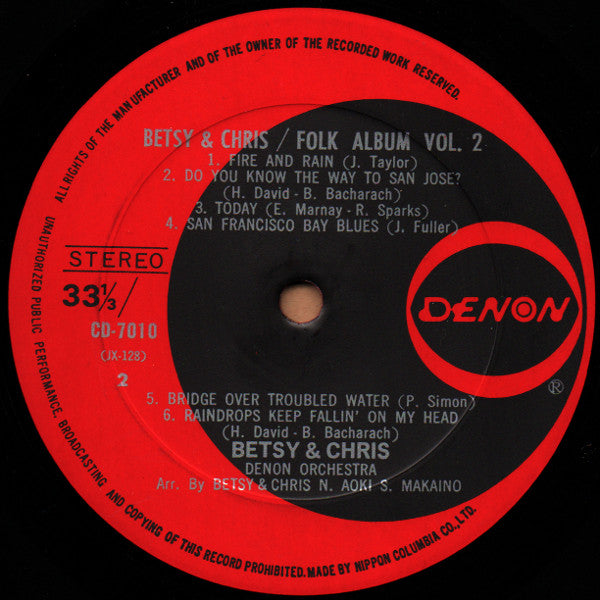 ALL RIGHTS OF THE MANUFACTURER AND OF THE OWNER OF THE RECORDED WORK RESERVED.
BETSY & CHRIS / FOLK ALBUM VOL. 2
1. FIRE AND RAIN (J. Taylor)
2. DO YOU KNOW THE WAY TO SAN JOSE?
(H. David - B. Bacharach)
3. TODAY (E. Marnay - R. Sparks)
4. SAN FRANCISCO BAY BLUES (J. Fuller)
STEREO
33 1/3
CD-7010
(JX-128)
2
DENON
®
5. BRIDGE OVER TROUBLED WATER (P. Simon)
6. RAINDROPS KEEP FALLIN' ON MY HEAD
(H. David - B. Bacharach)
BETSY & CHRIS
DENON ORCHESTRA
Arr. By BETSY & CHRIS N. AOKI S. MAKAINO
UNAUTHORIZED PUBLIC PERFORMANCE, BROADCASTING AND COPYING OF THIS RECORD PROHIBITED. MADE BY NIPPON COLUMBIA CO., LTD.